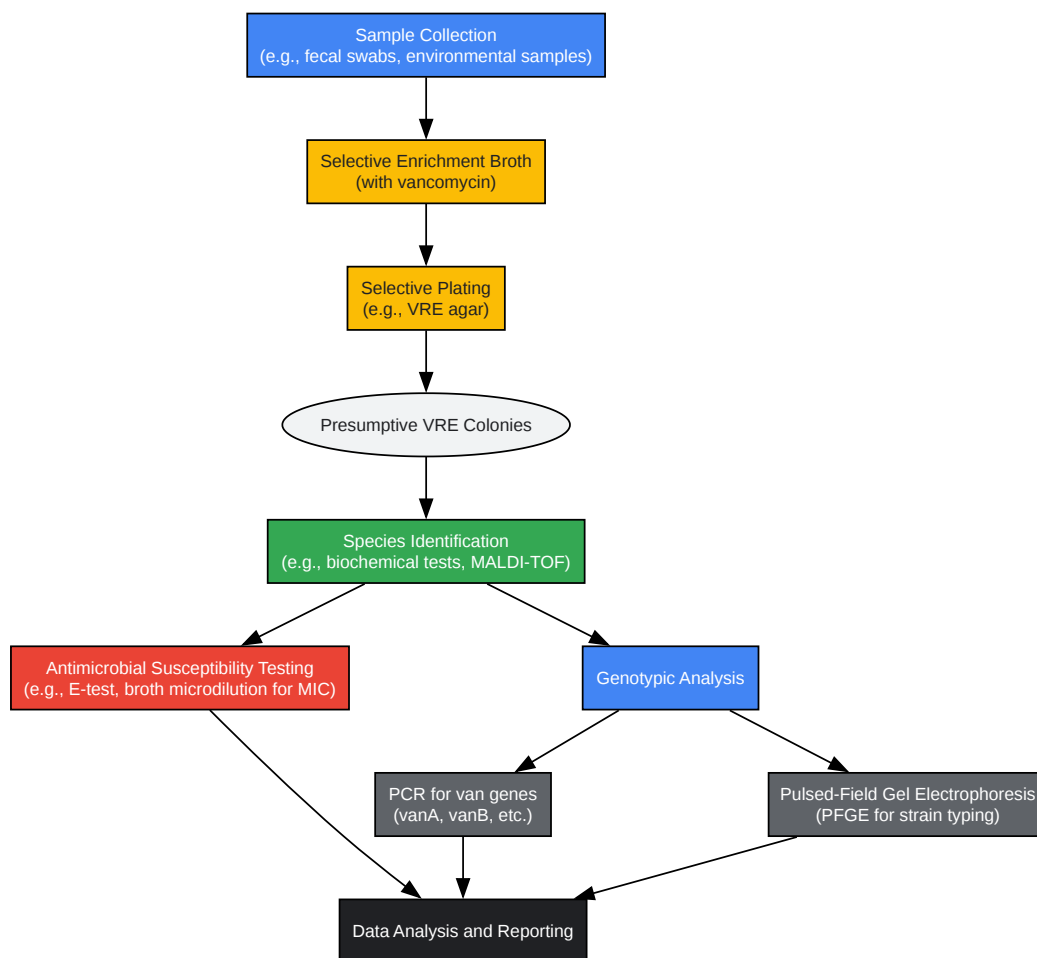 Sample Collection
(e.g., fecal swabs, environmental samples)
Selective Enrichment Broth
(with vancomycin)
Selective Plating
(e.g., VRE agar)
Presumptive VRE Colonies
Species Identification
(e.g., biochemical tests, MALDI-TOF)
Antimicrobial Susceptibility Testing
(e.g., E-test, broth microdilution for MIC)
Genotypic Analysis
PCR for van genes
(vanA, vanB, etc.)
Pulsed-Field Gel Electrophoresis
(PFGE for strain typing)
Data Analysis and Reporting